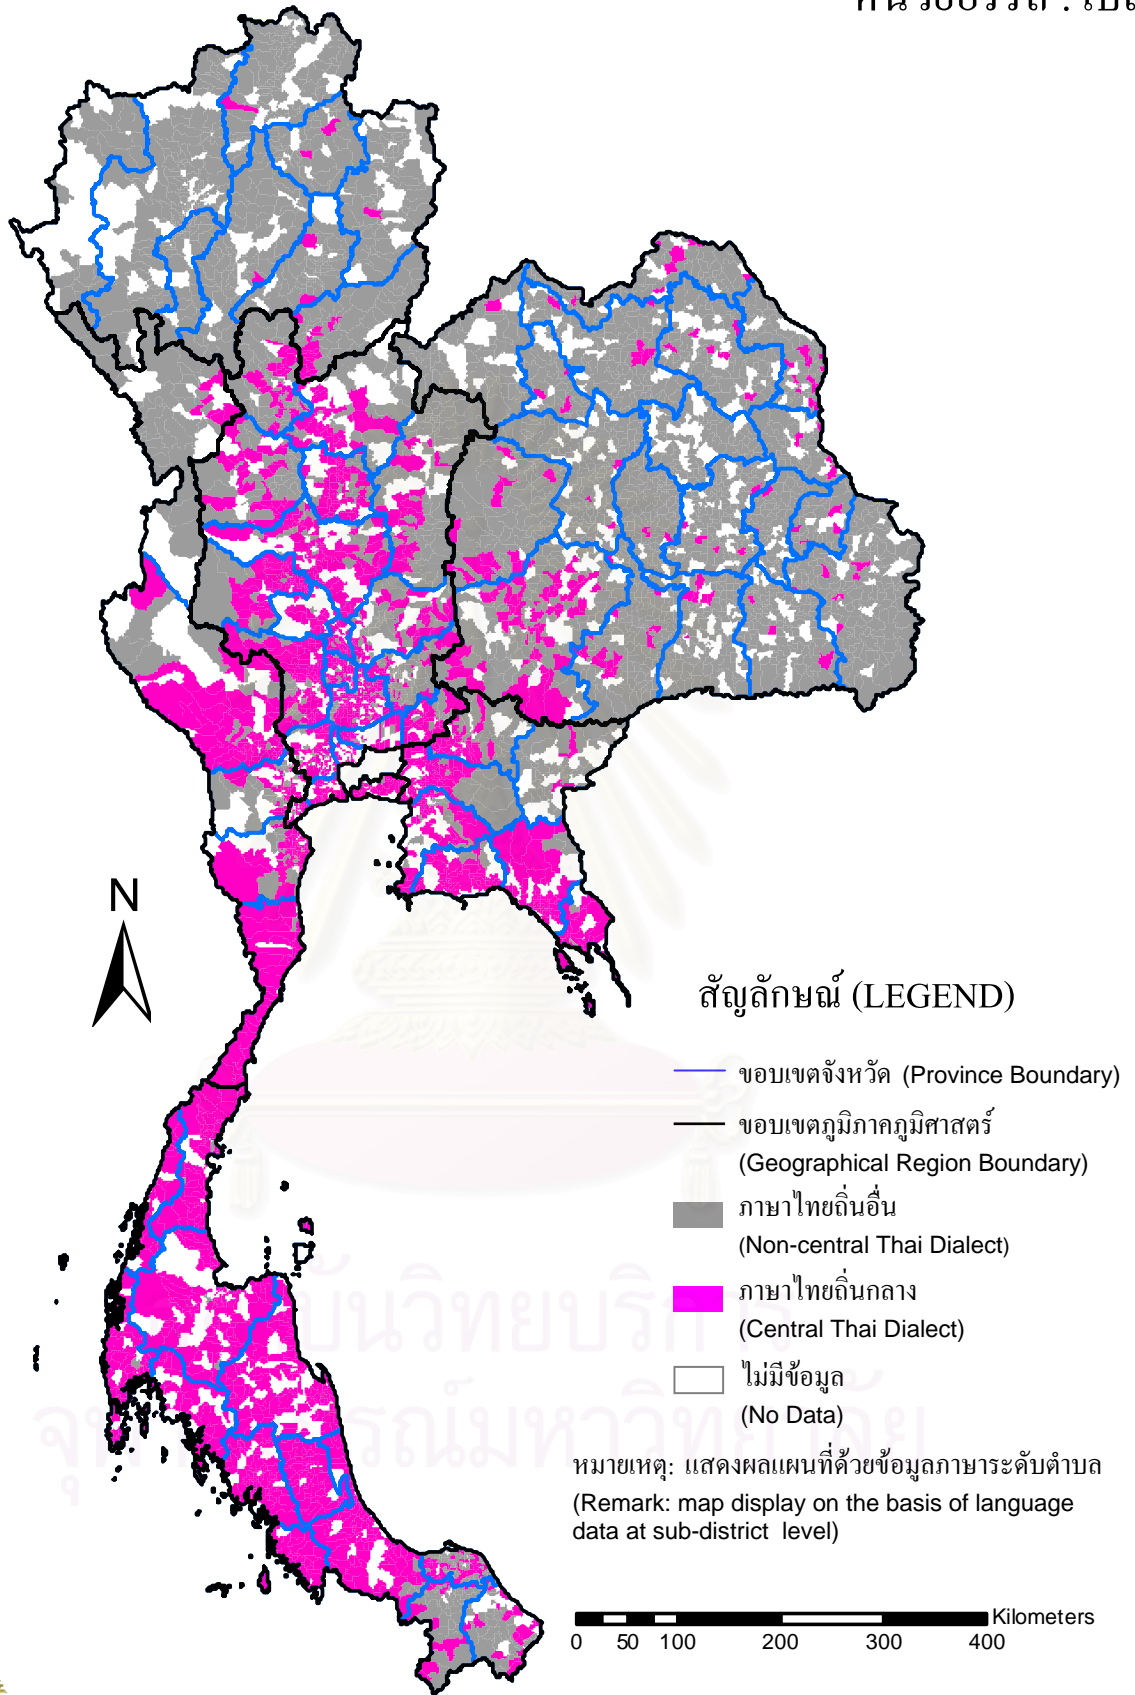 N
สัญลักษณ์ (LEGEND)
ขอบเขตจังหวัด (Province Boundary)
ขอบเขตภูมิภาคภูมิศาสตร์
(Geographical Region Boundary)
ภาษาไทยถิ่นอื่น
(Non-central Thai Dialect)
ภาษาไทยถิ่นกลาง
(Central Thai Dialect)
ไม่มีข้อมูล
(No Data)
หมายเหตุ: แสดงผลแผนที่ด้วยข้อมูลภาษาระดับตำบล
(Remark: map display on the basis of language
data at sub-district level)
Kilometers
0 50 100 200 300 400